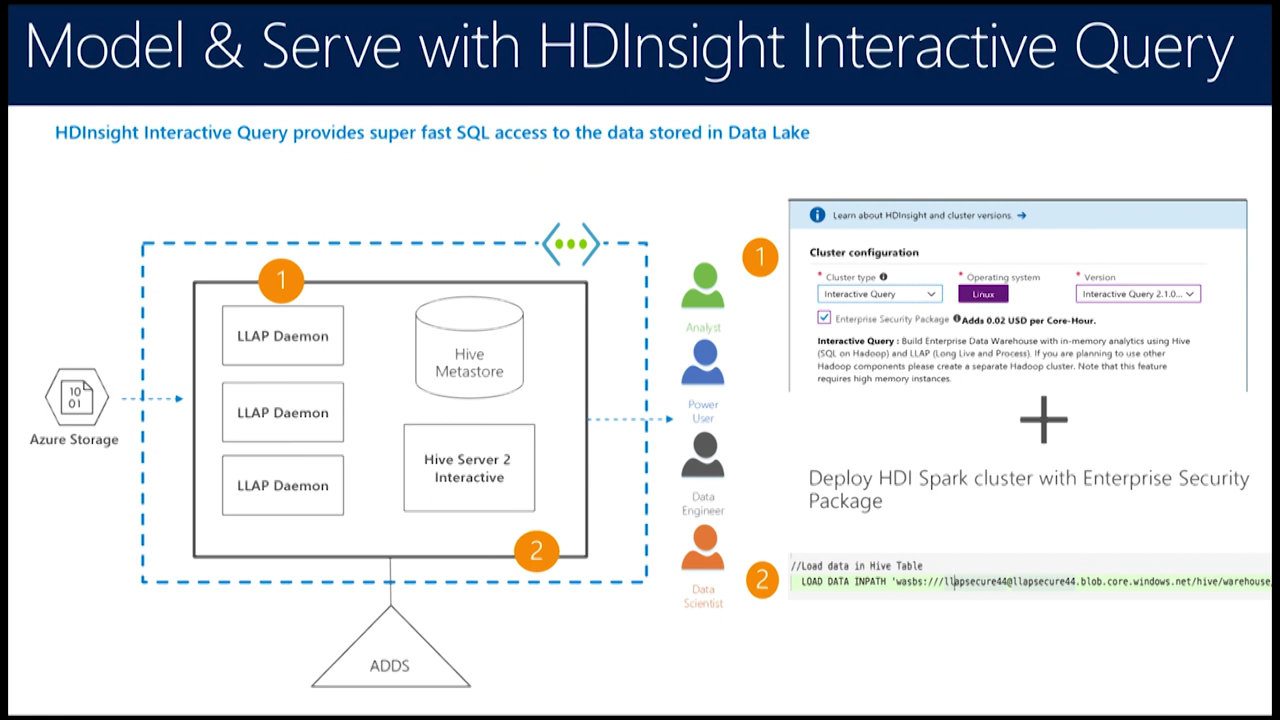 Model & Serve with HDInsight Interactive Query
HDInsight Interactive Query provides super fast SQL access to the data stored in Data Lake
1
LLAP Daemon
LLAP Daemon
LLAP Daemon
Hive
Metastore
Hive Server 2
Interactive
2
10
01
Azure Storage
ADDS
Analyst
Power
User
Data
Engineer
Data
Scientist
1
Learn about HDInsight and cluster versions. →
Cluster configuration
* Cluster type
* Operating system
* Version
Interactive Query
Linux
Interactive Query 2.1.0...
Enterprise Security Package Adds 0.02 USD per Core-Hour.
Interactive Query : Build Enterprise Data Warehouse with in-memory analytics using Hive
(SQL on Hadoop) and LLAP (Long Live and Process). If you are planning to use other
Hadoop components please create a separate Hadoop cluster. Note that this feature
requires high memory instances.
+
Deploy HDI Spark cluster with Enterprise Security
Package
2
//Load data in Hive Table
LOAD DATA INPATH 'wasbs:///llapsecure44@llapsecure44.blob.core.windows.net/hive/warehouse